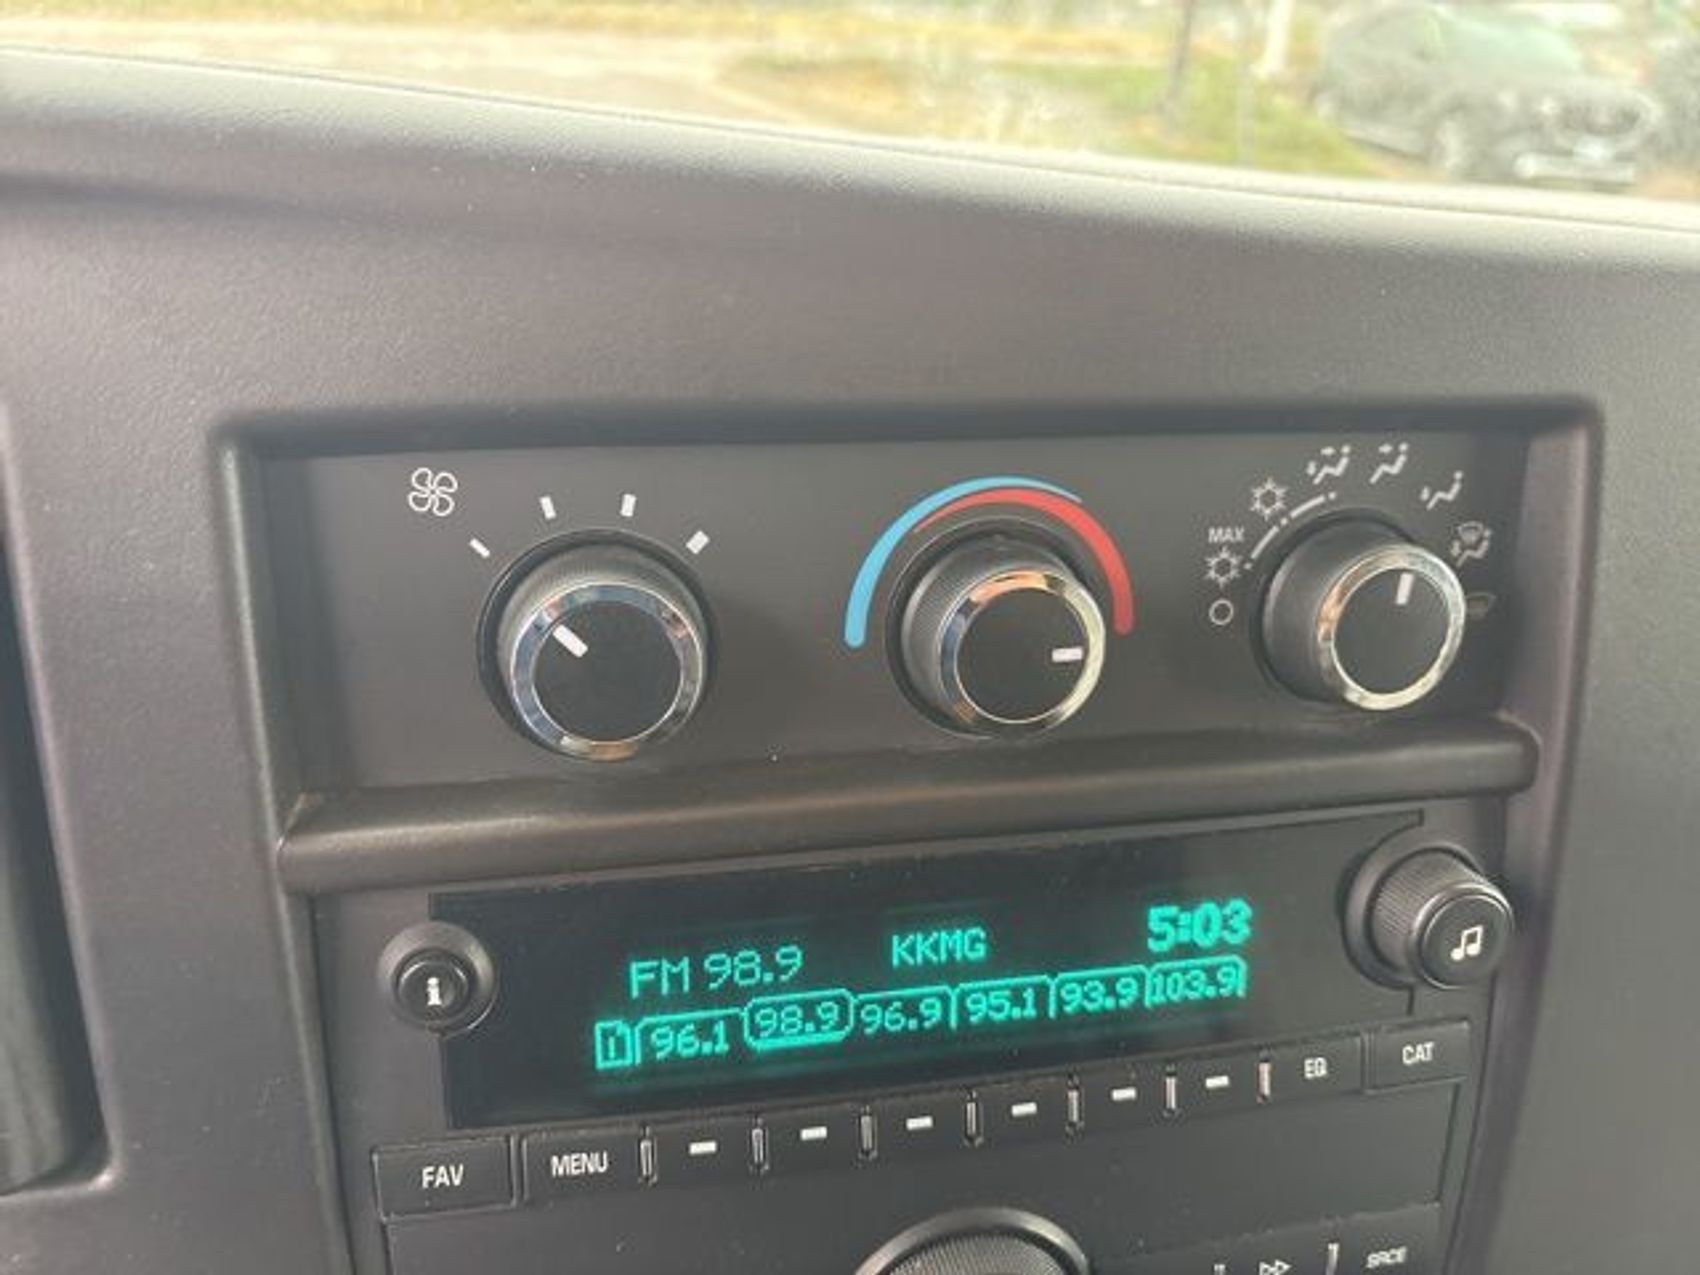 MAX
FM 98.9 KKMG 5:03
1 96.1 98.9 96.9 95.1 93.9 103.9
i
EQ CAT
FAV MENU
SRCE